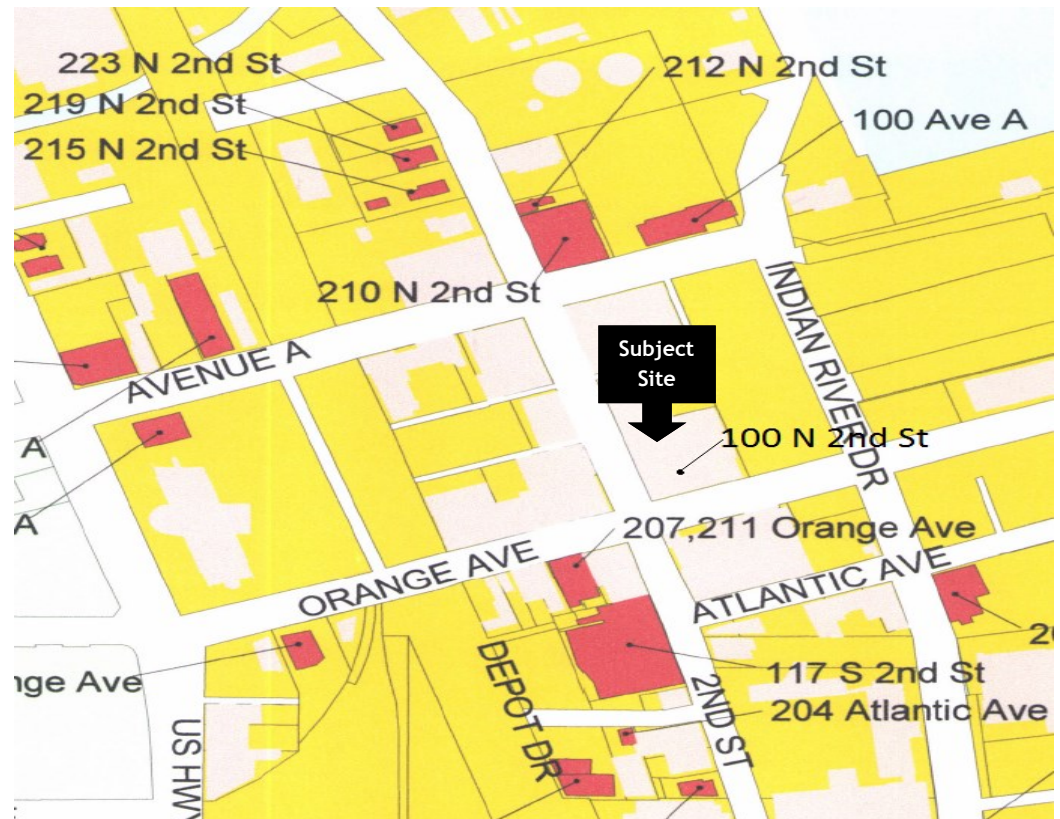 223 N 2nd St
212 N 2nd St
219 N 2nd St
100 Ave A
215 N 2nd St
210 N 2nd St
INDIAN RIVER DR
Subject
Site
AVENUE A
100 N 2nd St
A
A
207,211 Orange Ave
ORANGE AVE
ATLANTIC AVE
20
nge Ave
DEPOT DR
117 S 2nd St
2ND ST
204 Atlantic Ave
US HWY